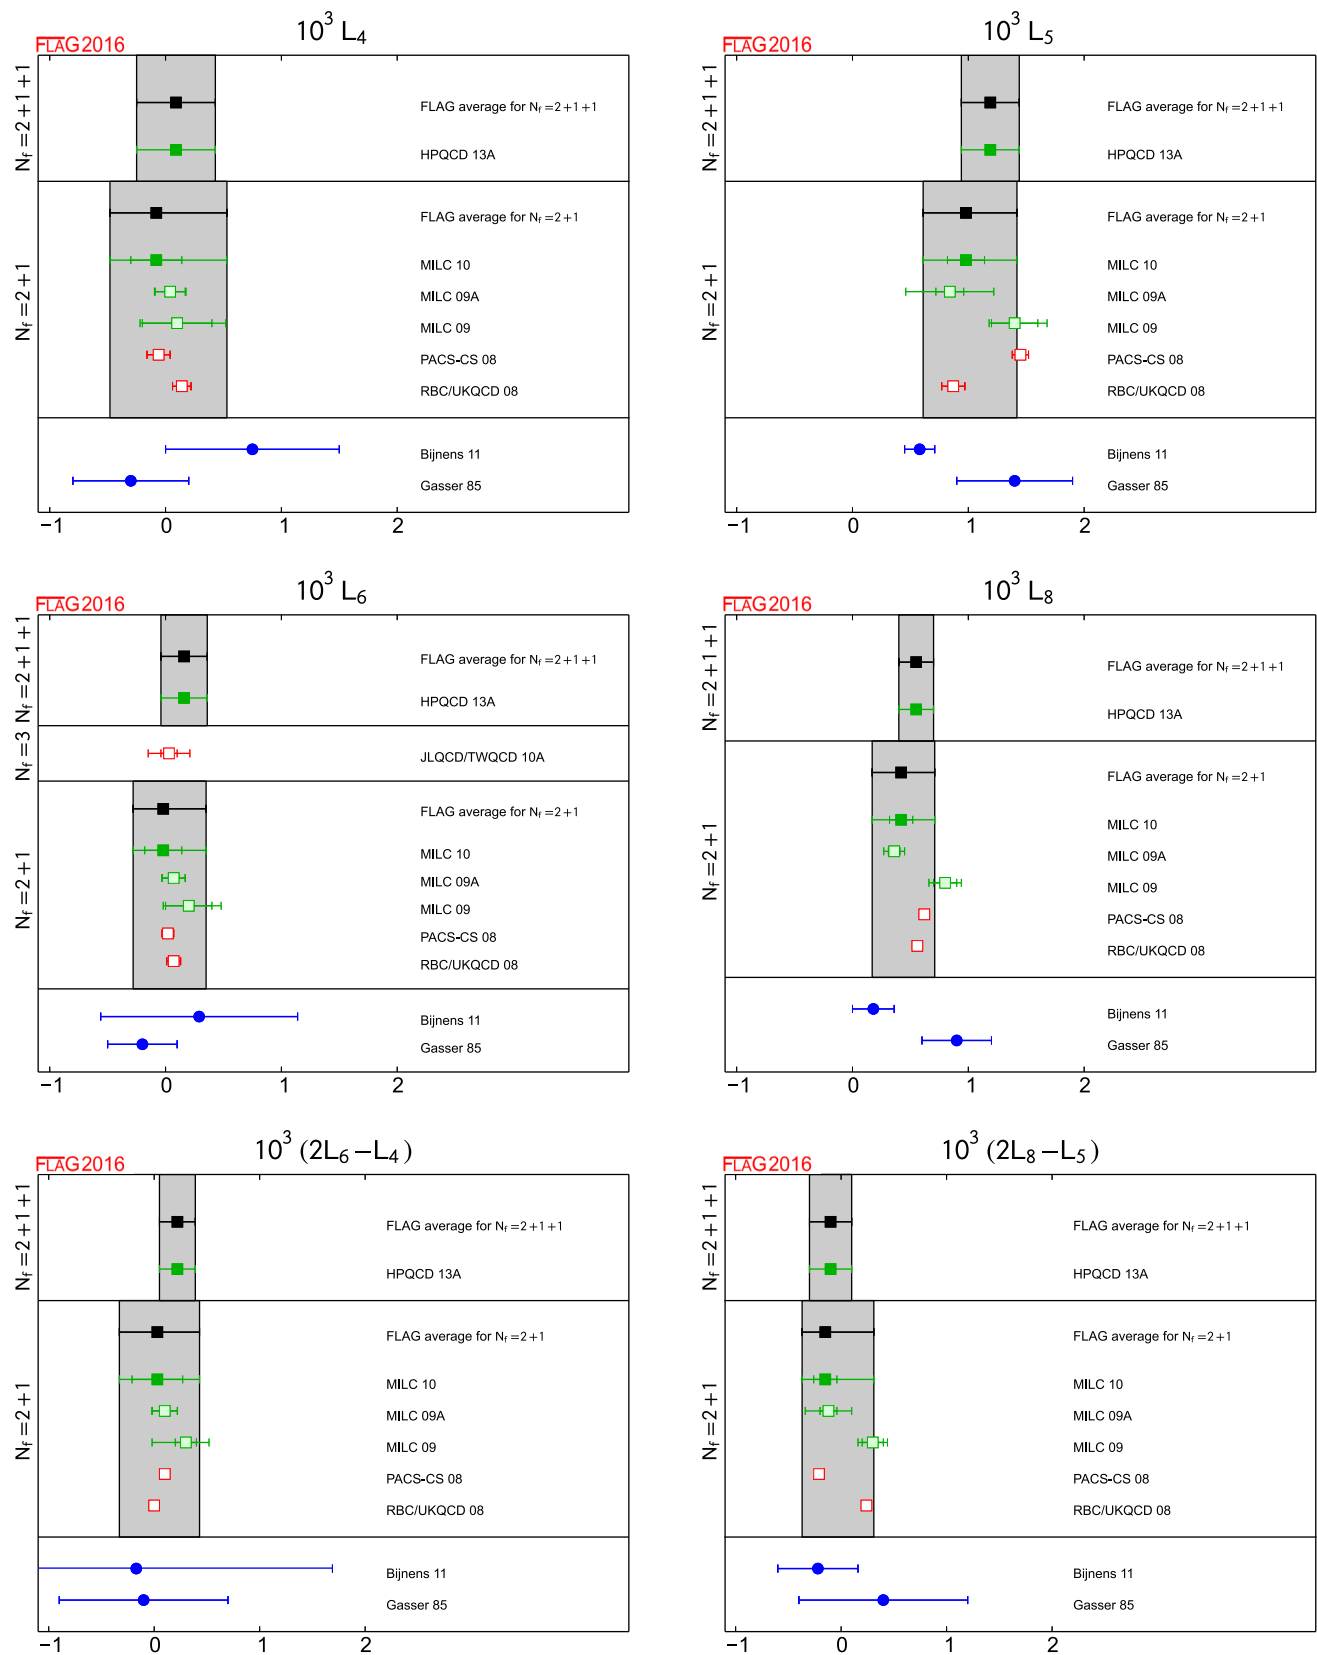 10³ L₄
FLAG2016
N_f=2+1+1
FLAG average for N_f=2+1+1
HPQCD 13A
N_f=2+1
FLAG average for N_f=2+1
MILC 10
MILC 09A
MILC 09
PACS-CS 08
RBC/UKQCD 08
Bijnens 11
Gasser 85
−1 0 1 2
10³ L₅
FLAG2016
N_f=2+1+1
FLAG average for N_f=2+1+1
HPQCD 13A
N_f=2+1
FLAG average for N_f=2+1
MILC 10
MILC 09A
MILC 09
PACS-CS 08
RBC/UKQCD 08
Bijnens 11
Gasser 85
−1 0 1 2
10³ L₆
FLAG2016
N_f=2+1+1
FLAG average for N_f=2+1+1
HPQCD 13A
N_f=3
JLQCD/TWQCD 10A
N_f=2+1
FLAG average for N_f=2+1
MILC 10
MILC 09A
MILC 09
PACS-CS 08
RBC/UKQCD 08
Bijnens 11
Gasser 85
−1 0 1 2
10³ L₈
FLAG2016
N_f=2+1+1
FLAG average for N_f=2+1+1
HPQCD 13A
N_f=2+1
FLAG average for N_f=2+1
MILC 10
MILC 09A
MILC 09
PACS-CS 08
RBC/UKQCD 08
Bijnens 11
Gasser 85
−1 0 1 2
10³ (2L₆−L₄)
FLAG2016
N_f=2+1+1
FLAG average for N_f=2+1+1
HPQCD 13A
N_f=2+1
FLAG average for N_f=2+1
MILC 10
MILC 09A
MILC 09
PACS-CS 08
RBC/UKQCD 08
Bijnens 11
Gasser 85
−1 0 1 2
10³ (2L₈−L₅)
FLAG2016
N_f=2+1+1
FLAG average for N_f=2+1+1
HPQCD 13A
N_f=2+1
FLAG average for N_f=2+1
MILC 10
MILC 09A
MILC 09
PACS-CS 08
RBC/UKQCD 08
Bijnens 11
Gasser 85
−1 0 1 2